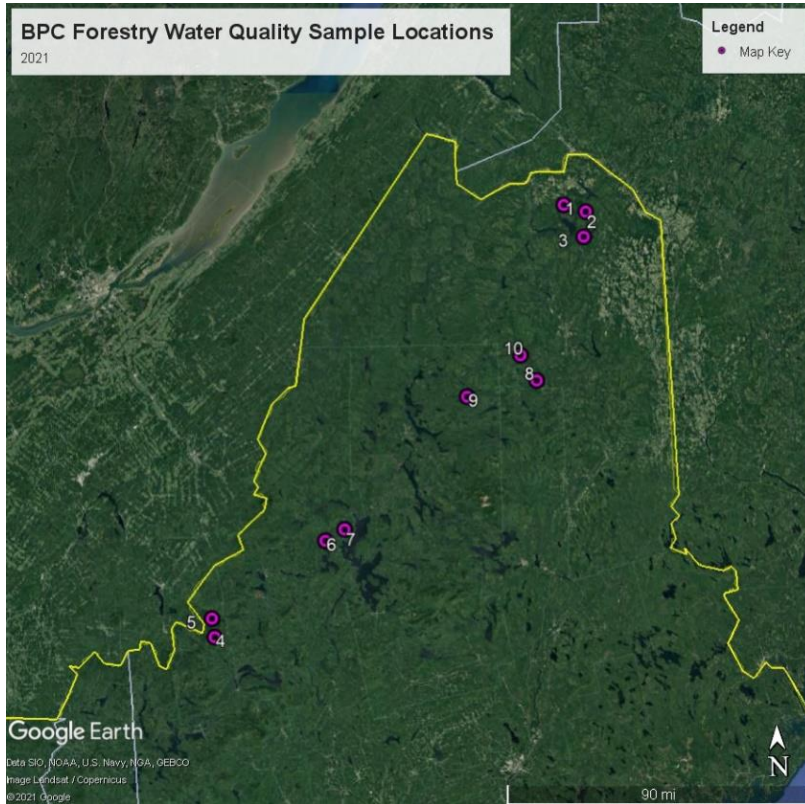 BPC Forestry Water Quality Sample Locations
2021
Legend
Map Key
1
2
3
10
8
9
7
6
5
4
Google Earth
N
Data SIO, NOAA, U.S. Navy, NGA, GEBCO
Image Landsat / Copernicus
©2021 Google
90 mi